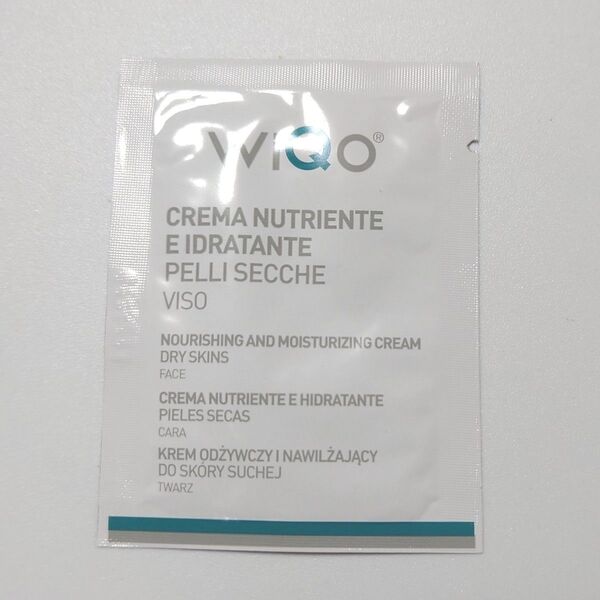 WiQo®
CREMA NUTRIENTE
E IDRATANTE
PELLI SECCHE
VISO
NOURISHING AND MOISTURIZING CREAM
DRY SKINS
FACE
CREMA NUTRIENTE E HIDRATANTE
PIELES SECAS
CARA
KREM ODŻYWCZY I NAWILŻAJĄCY
DO SKÓRY SUCHEJ
TWARZ